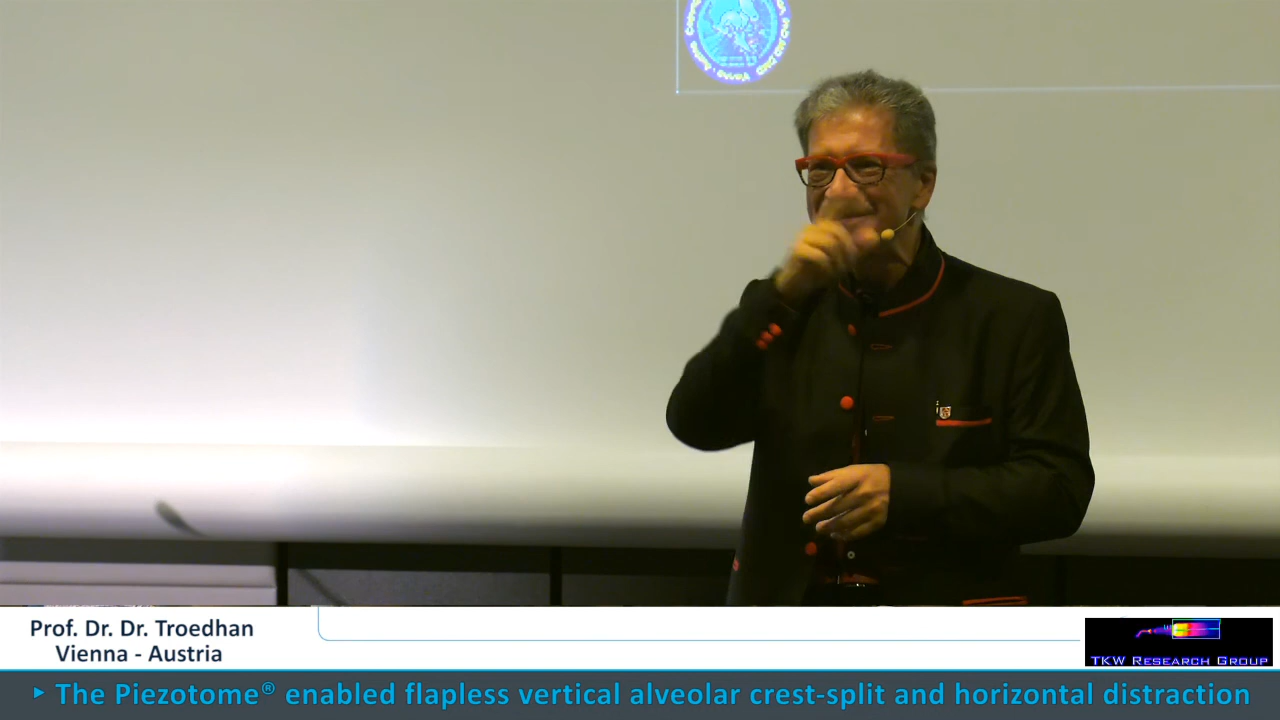 Prof. Dr. Dr. Troedhan
Vienna - Austria
TKW Research Group
‣ The Piezotome® enabled flapless vertical alveolar crest-split and horizontal distraction